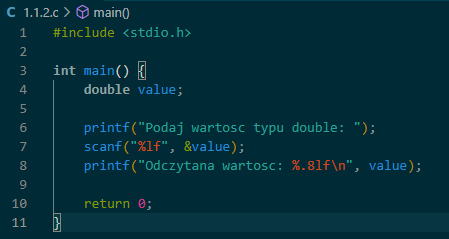 C 1.1.2.c > main()
1 #include <stdio.h>
2
3 int main() {
4     double value;
5
6     printf("Podaj wartosc typu double: ");
7     scanf("%lf", &value);
8     printf("Odczytana wartosc: %.8lf\n", value);
9
10     return 0;
11 }